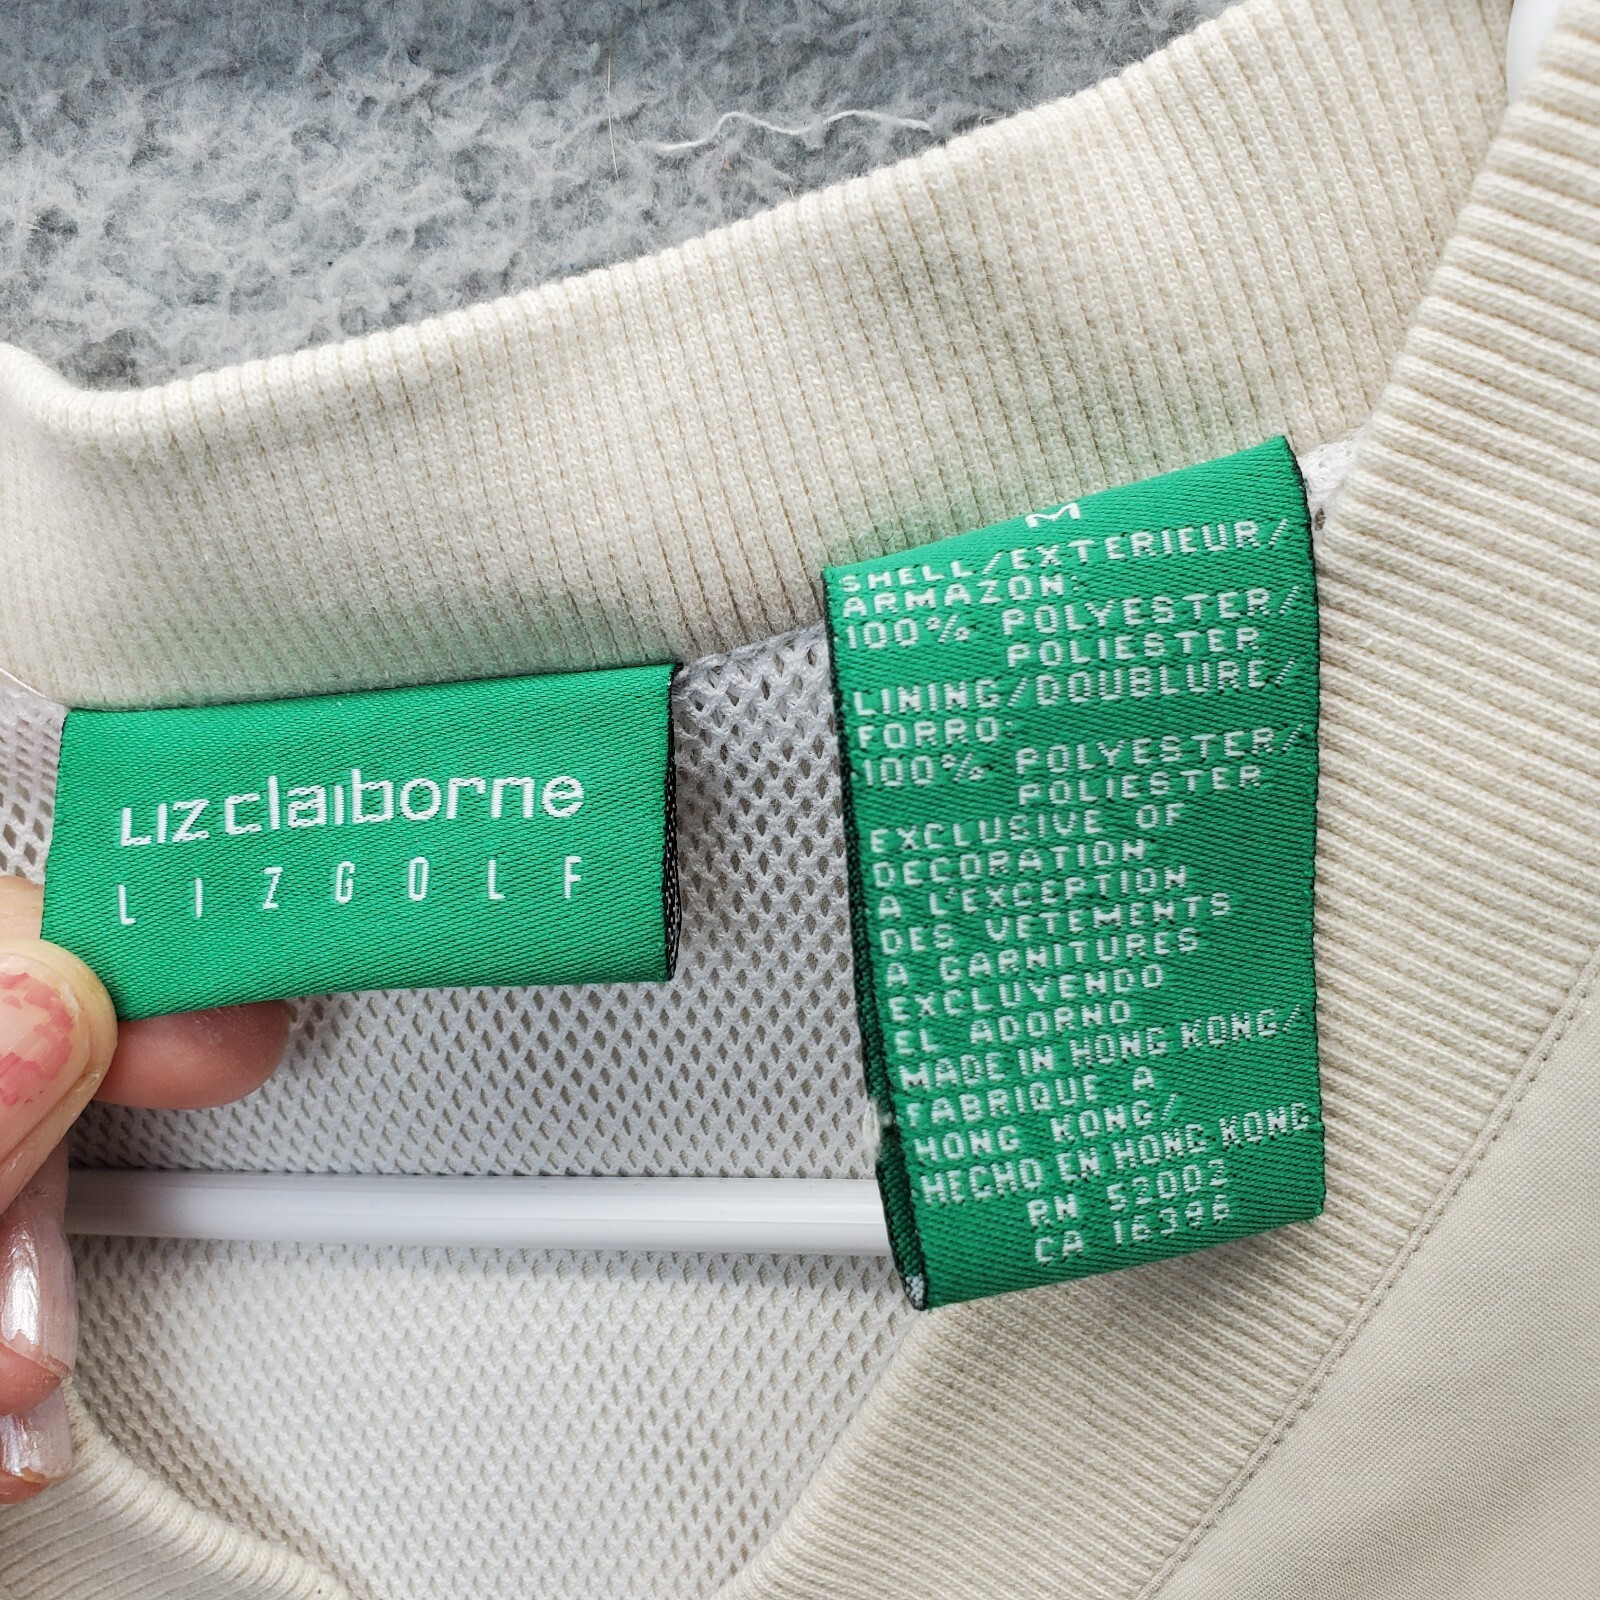 Liz claiborne
LIZGOLF
M
SHELL/EXTERIEUR/
ARMAZON:
100% POLYESTER/
POLIESTER
LINING/DOUBLURE/
FORRO:
100% POLYESTER/
POLIESTER
EXCLUSIVE OF
DECORATION
A L'EXCEPTION
DES VETEMENTS
A GARNITURES
EXCLUYENDO
EL ADORNO
MADE IN HONG KONG/
FABRIQUE A
HONG KONG/
HECHO EN HONG KONG
RN 52002
CA 16396